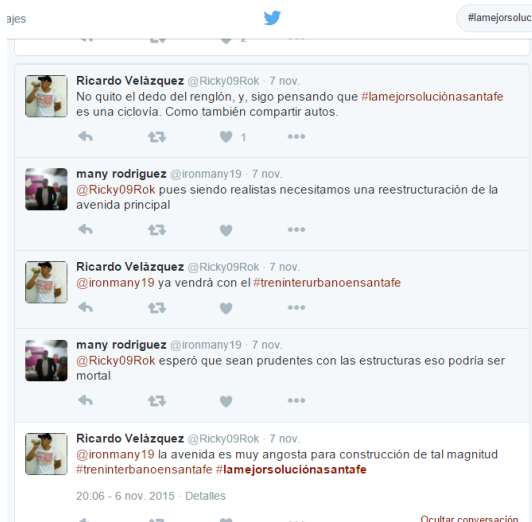 ajes
#lamejorsoluc
2
Ricardo Velàzquez @Ricky09Rok · 7 nov.
No quito el dedo del renglón, y, sigo pensando que #lamejorsoluciónasantafe
es una ciclovía. Como también compartir autos.
1
many rodriguez @ironmany19 · 7 nov.
@Ricky09Rok pues siendo realistas necesitamos una reestructuración de la
avenida principal
Ricardo Velàzquez @Ricky09Rok · 7 nov.
@ironmany19 ya vendrá con el #treninterurbanoensantafe
many rodriguez @ironmany19 · 7 nov.
@Ricky09Rok esperó que sean prudentes con las estructuras eso podría ser
mortal
Ricardo Velàzquez @Ricky09Rok · 7 nov.
@ironmany19 la avenida es muy angosta para construcción de tal magnitud
#treninterbanoensantafe #lamejorsoluciónasantafe
20:06 - 6 nov. 2015 · Detalles
Ocultar conversación